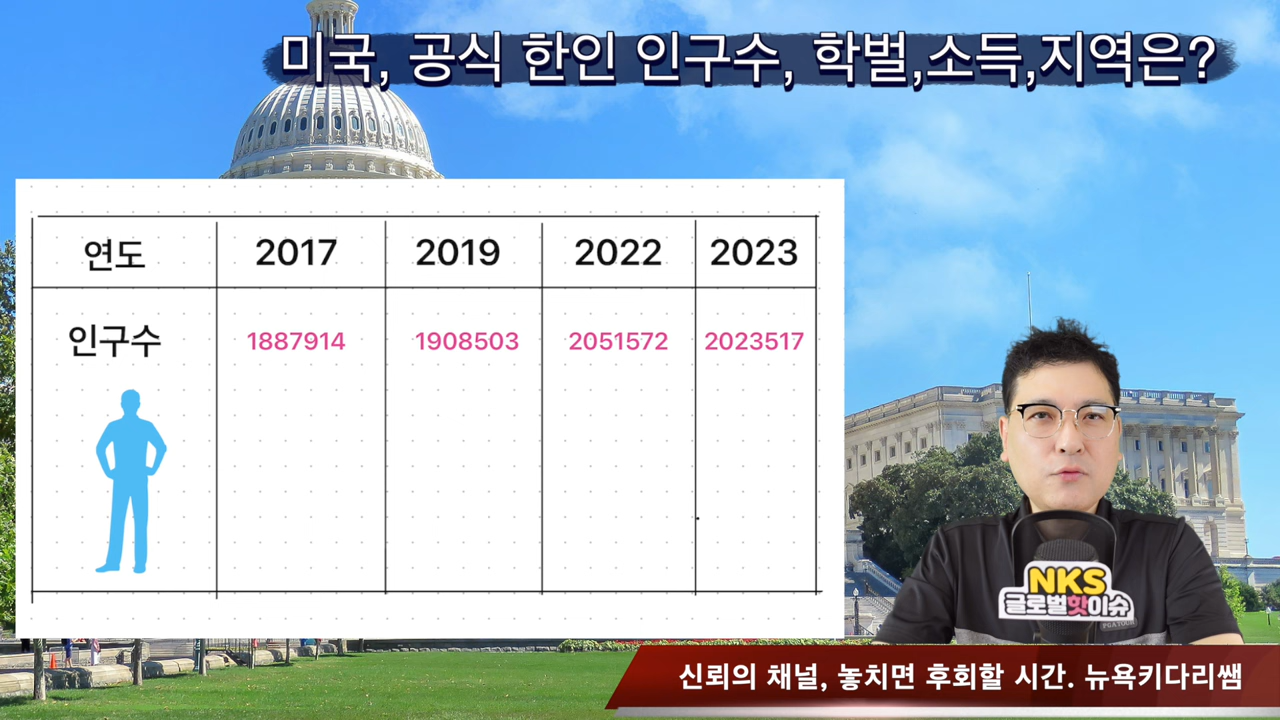 미국, 공식 한인 인구수, 학벌,소득,지역은?
연도 2017 2019 2022 2023
인구수 1887914 1908503 2051572 2023517
NKS
글로벌핫이슈
PGA TOUR
신뢰의 채널, 놓치면 후회할 시간. 뉴욕키다리쌤